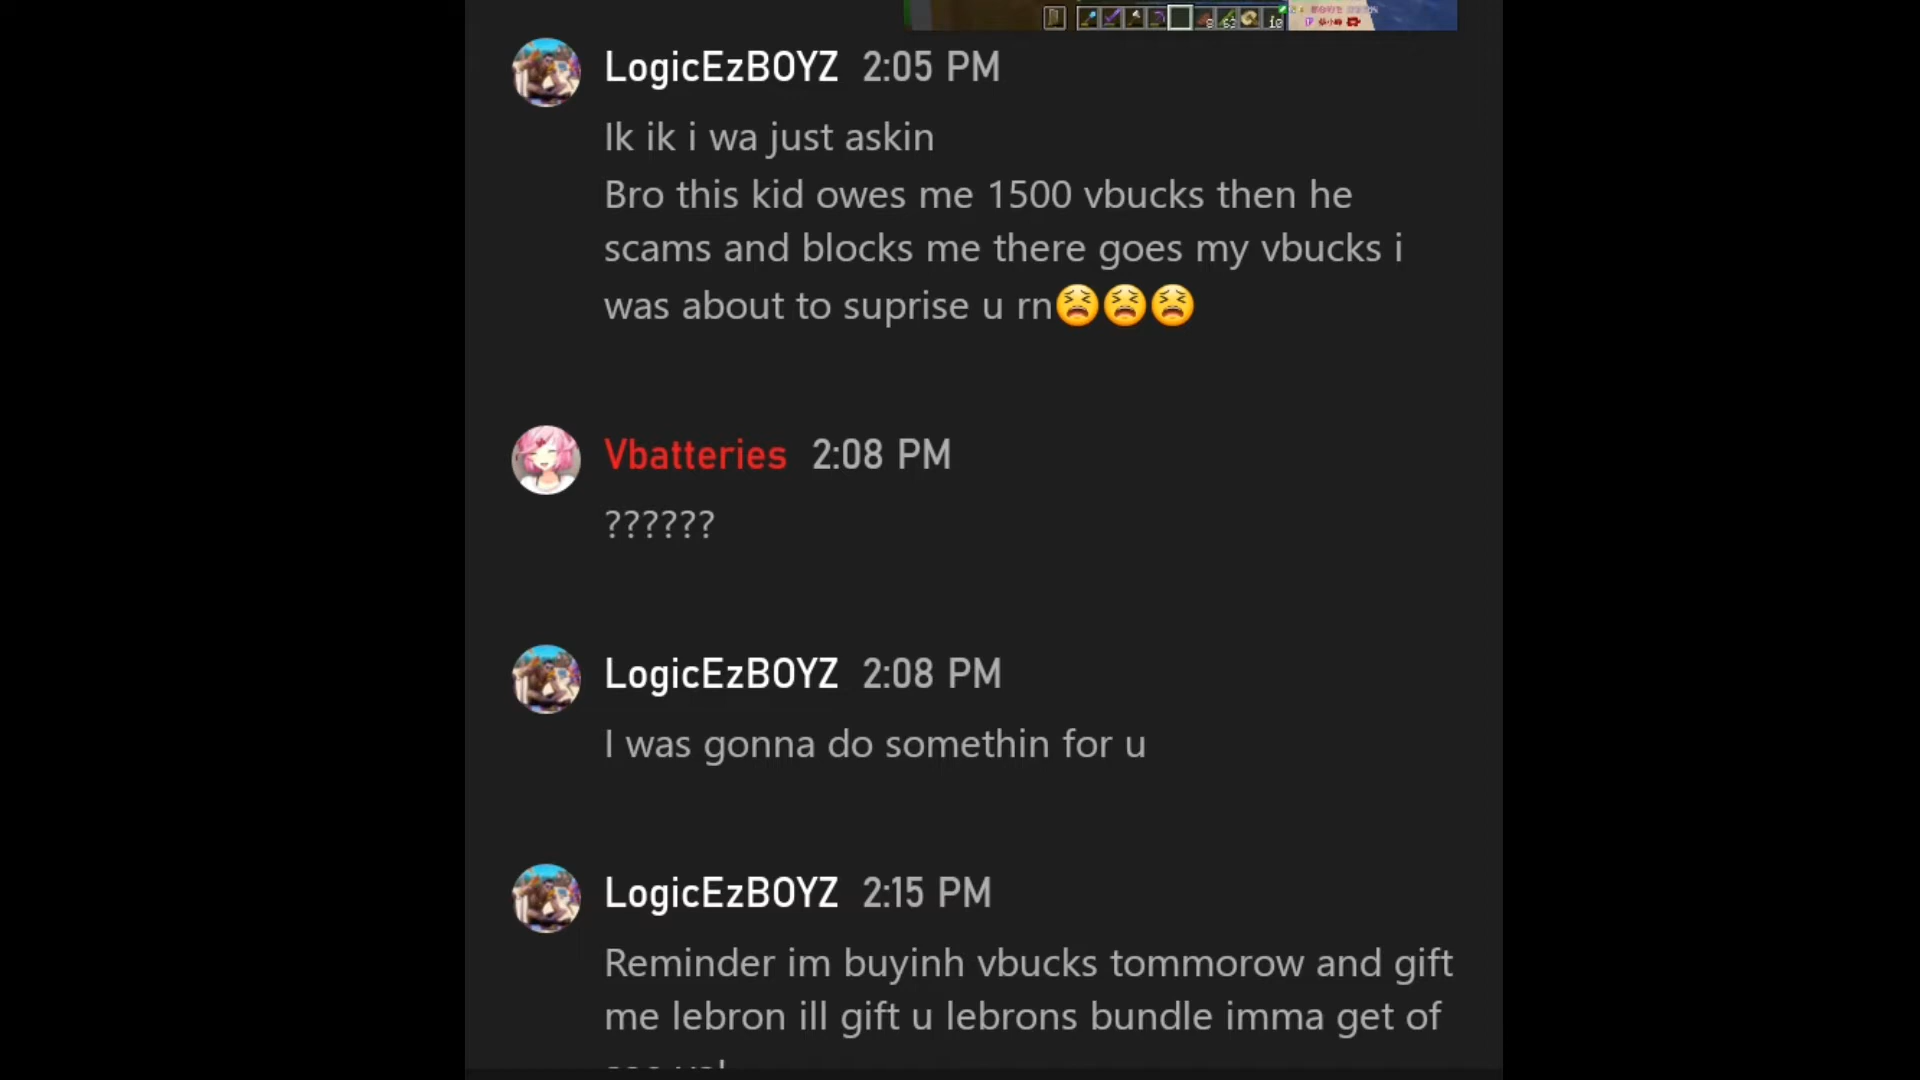 LogicEzBOYZ 2:05 PM
Ik ik i wa just askin
Bro this kid owes me 1500 vbucks then he
scams and blocks me there goes my vbucks i
was about to suprise u rn😫😫😫
Vbatteries 2:08 PM
??????
LogicEzBOYZ 2:08 PM
I was gonna do somethin for u
LogicEzBOYZ 2:15 PM
Reminder im buyinh vbucks tommorow and gift
me lebron ill gift u lebrons bundle imma get of